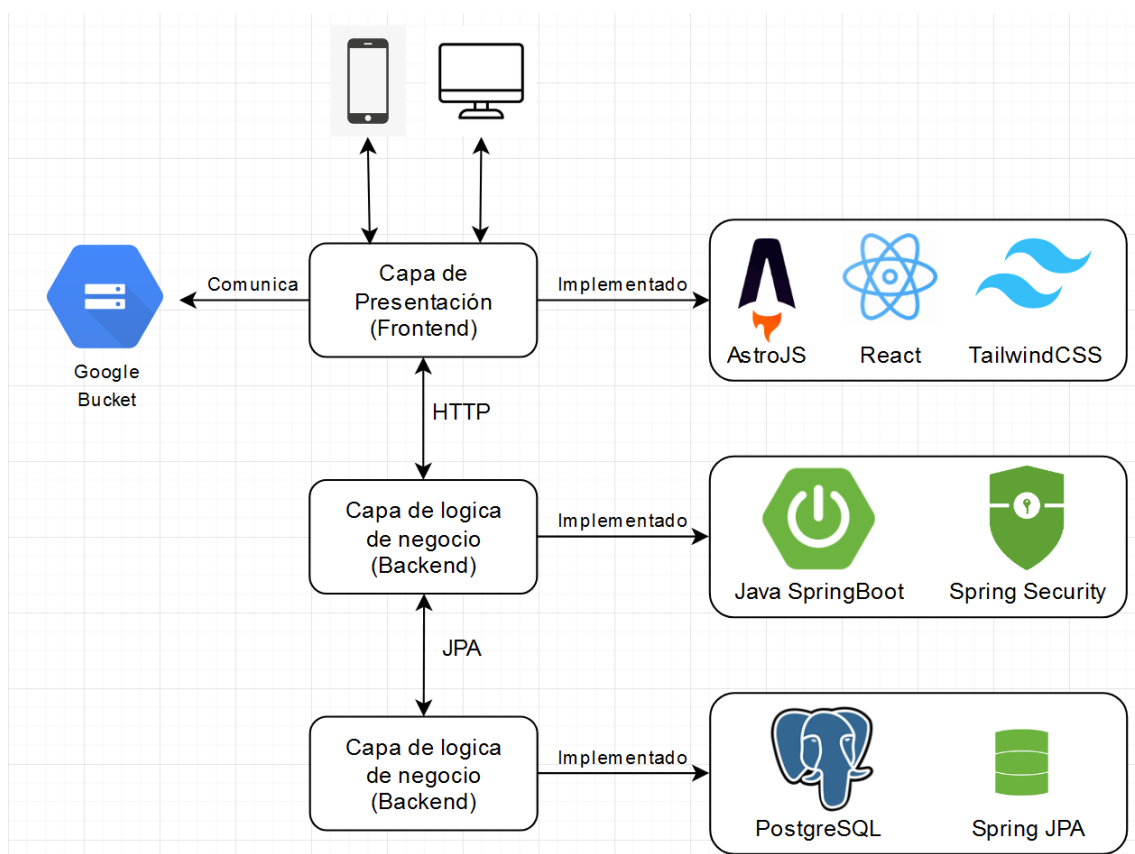 Comunica
Capa de
Presentación
(Frontend)
Implementado
AstroJS
React
TailwindCSS
Google
Bucket
HTTP
Capa de logica
de negocio
(Backend)
Implementado
Java SpringBoot
Spring Security
JPA
Capa de logica
de negocio
(Backend)
Implementado
PostgreSQL
Spring JPA